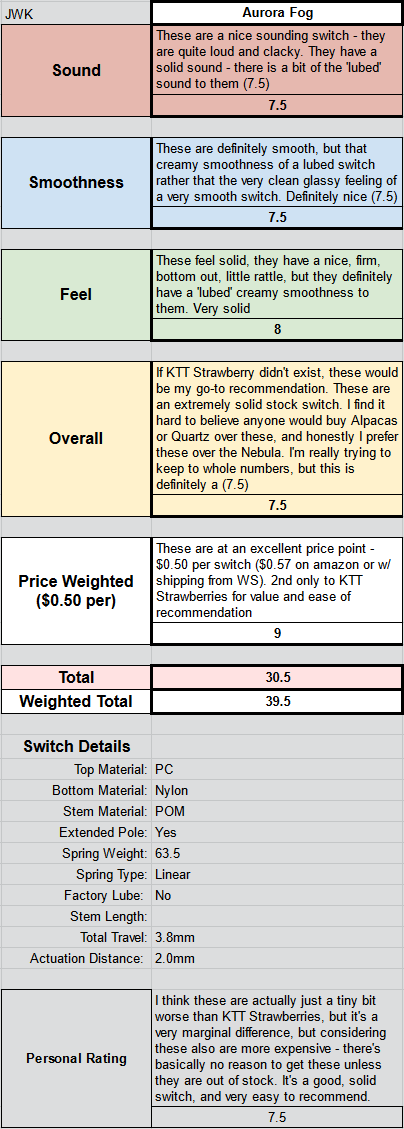 JWK
Aurora Fog
Sound
These are a nice sounding switch - they
are quite loud and clacky. They have a
solid sound - there is a bit of the 'lubed'
sound to them (7.5)
7.5
Smoothness
These are definitely smooth, but that
creamy smoothness of a lubed switch
rather that the very clean glassy feeling of
a very smooth switch. Definitely nice (7.5)
7.5
Feel
These feel solid, they have a nice, firm,
bottom out, little rattle, but they definitely
have a 'lubed' creamy smoothness to
them. Very solid
8
Overall
If KTT Strawberry didn't exist, these would
be my go-to recommendation. These are
an extremely solid stock switch. I find it
hard to believe anyone would buy Alpacas
or Quartz over these, and honestly I prefer
these over the Nebula. I'm really trying to
keep to whole numbers, but this is
definitely a (7.5)
7.5
Price Weighted
($0.50 per)
These are at an excellent price point -
$0.50 per switch ($0.57 on amazon or w/
shipping from WS). 2nd only to KTT
Strawberries for value and ease of
recommendation
9
Total
30.5
Weighted Total
39.5
Switch Details
Top Material: PC
Bottom Material: Nylon
Stem Material: POM
Extended Pole: Yes
Spring Weight: 63.5
Spring Type: Linear
Factory Lube: No
Stem Length:
Total Travel: 3.8mm
Actuation Distance: 2.0mm
Personal Rating
I think these are actually just a tiny bit
worse than KTT Strawberries, but it's a
very marginal difference, but considering
these also are more expensive - there's
basically no reason to get these unless
they are out of stock. It's a good, solid
switch, and very easy to recommend.
7.5